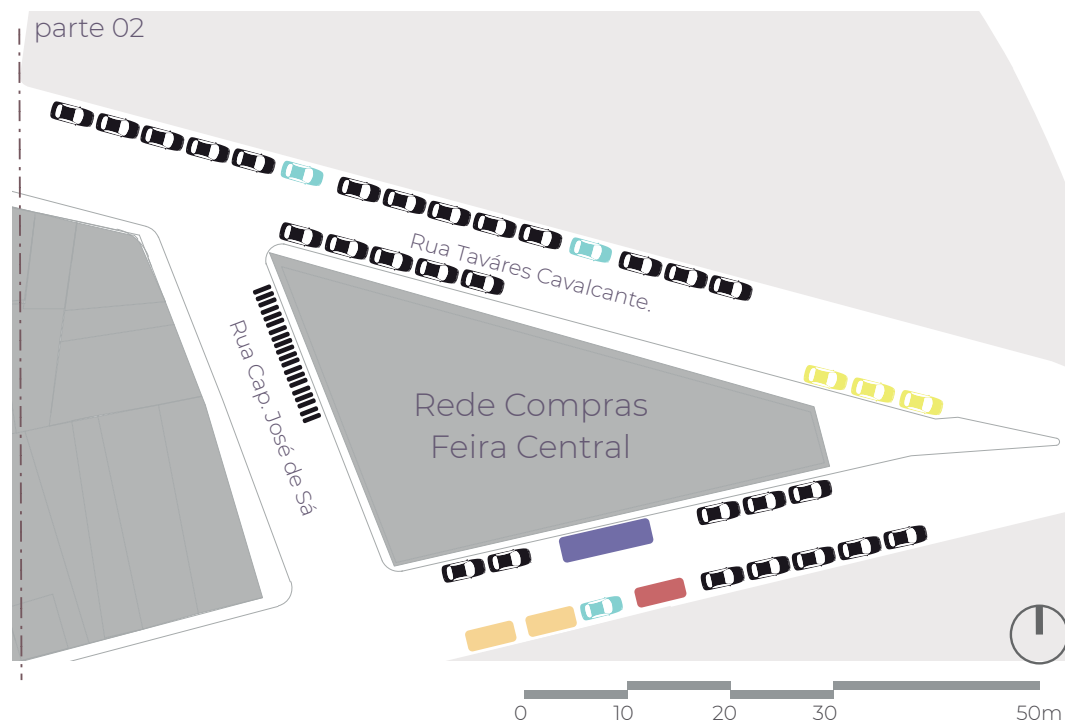 parte 02
Rua Taváres Cavalcante.
Rua Cap. José de Sá
Rede Compras
Feira Central
0 10 20 30 50m